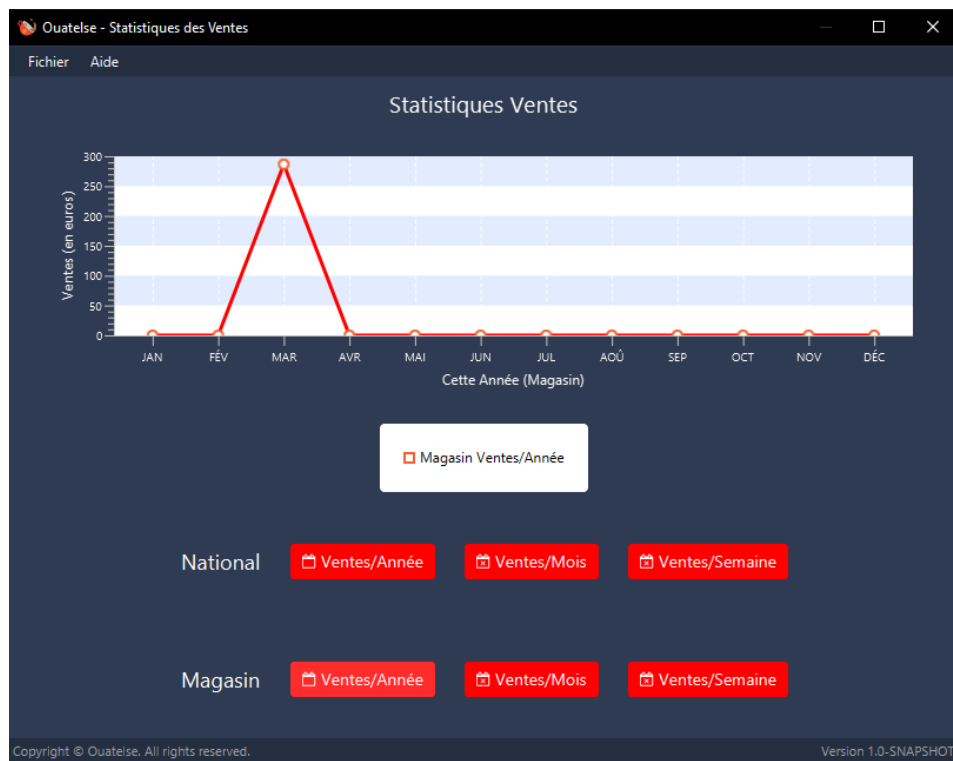 Ouatelse - Statistiques des Ventes
Fichier Aide
Statistiques Ventes
300
250
200
150
100
50
0
Ventes (en euros)
JAN FÉV MAR AVR MAI JUN JUL AOÛ SEP OCT NOV DÉC
Cette Année (Magasin)
Magasin Ventes/Année
National Ventes/Année Ventes/Mois Ventes/Semaine
Magasin Ventes/Année Ventes/Mois Ventes/Semaine
Copyright © Ouatelse. All rights reserved. Version 1.0-SNAPSHOT